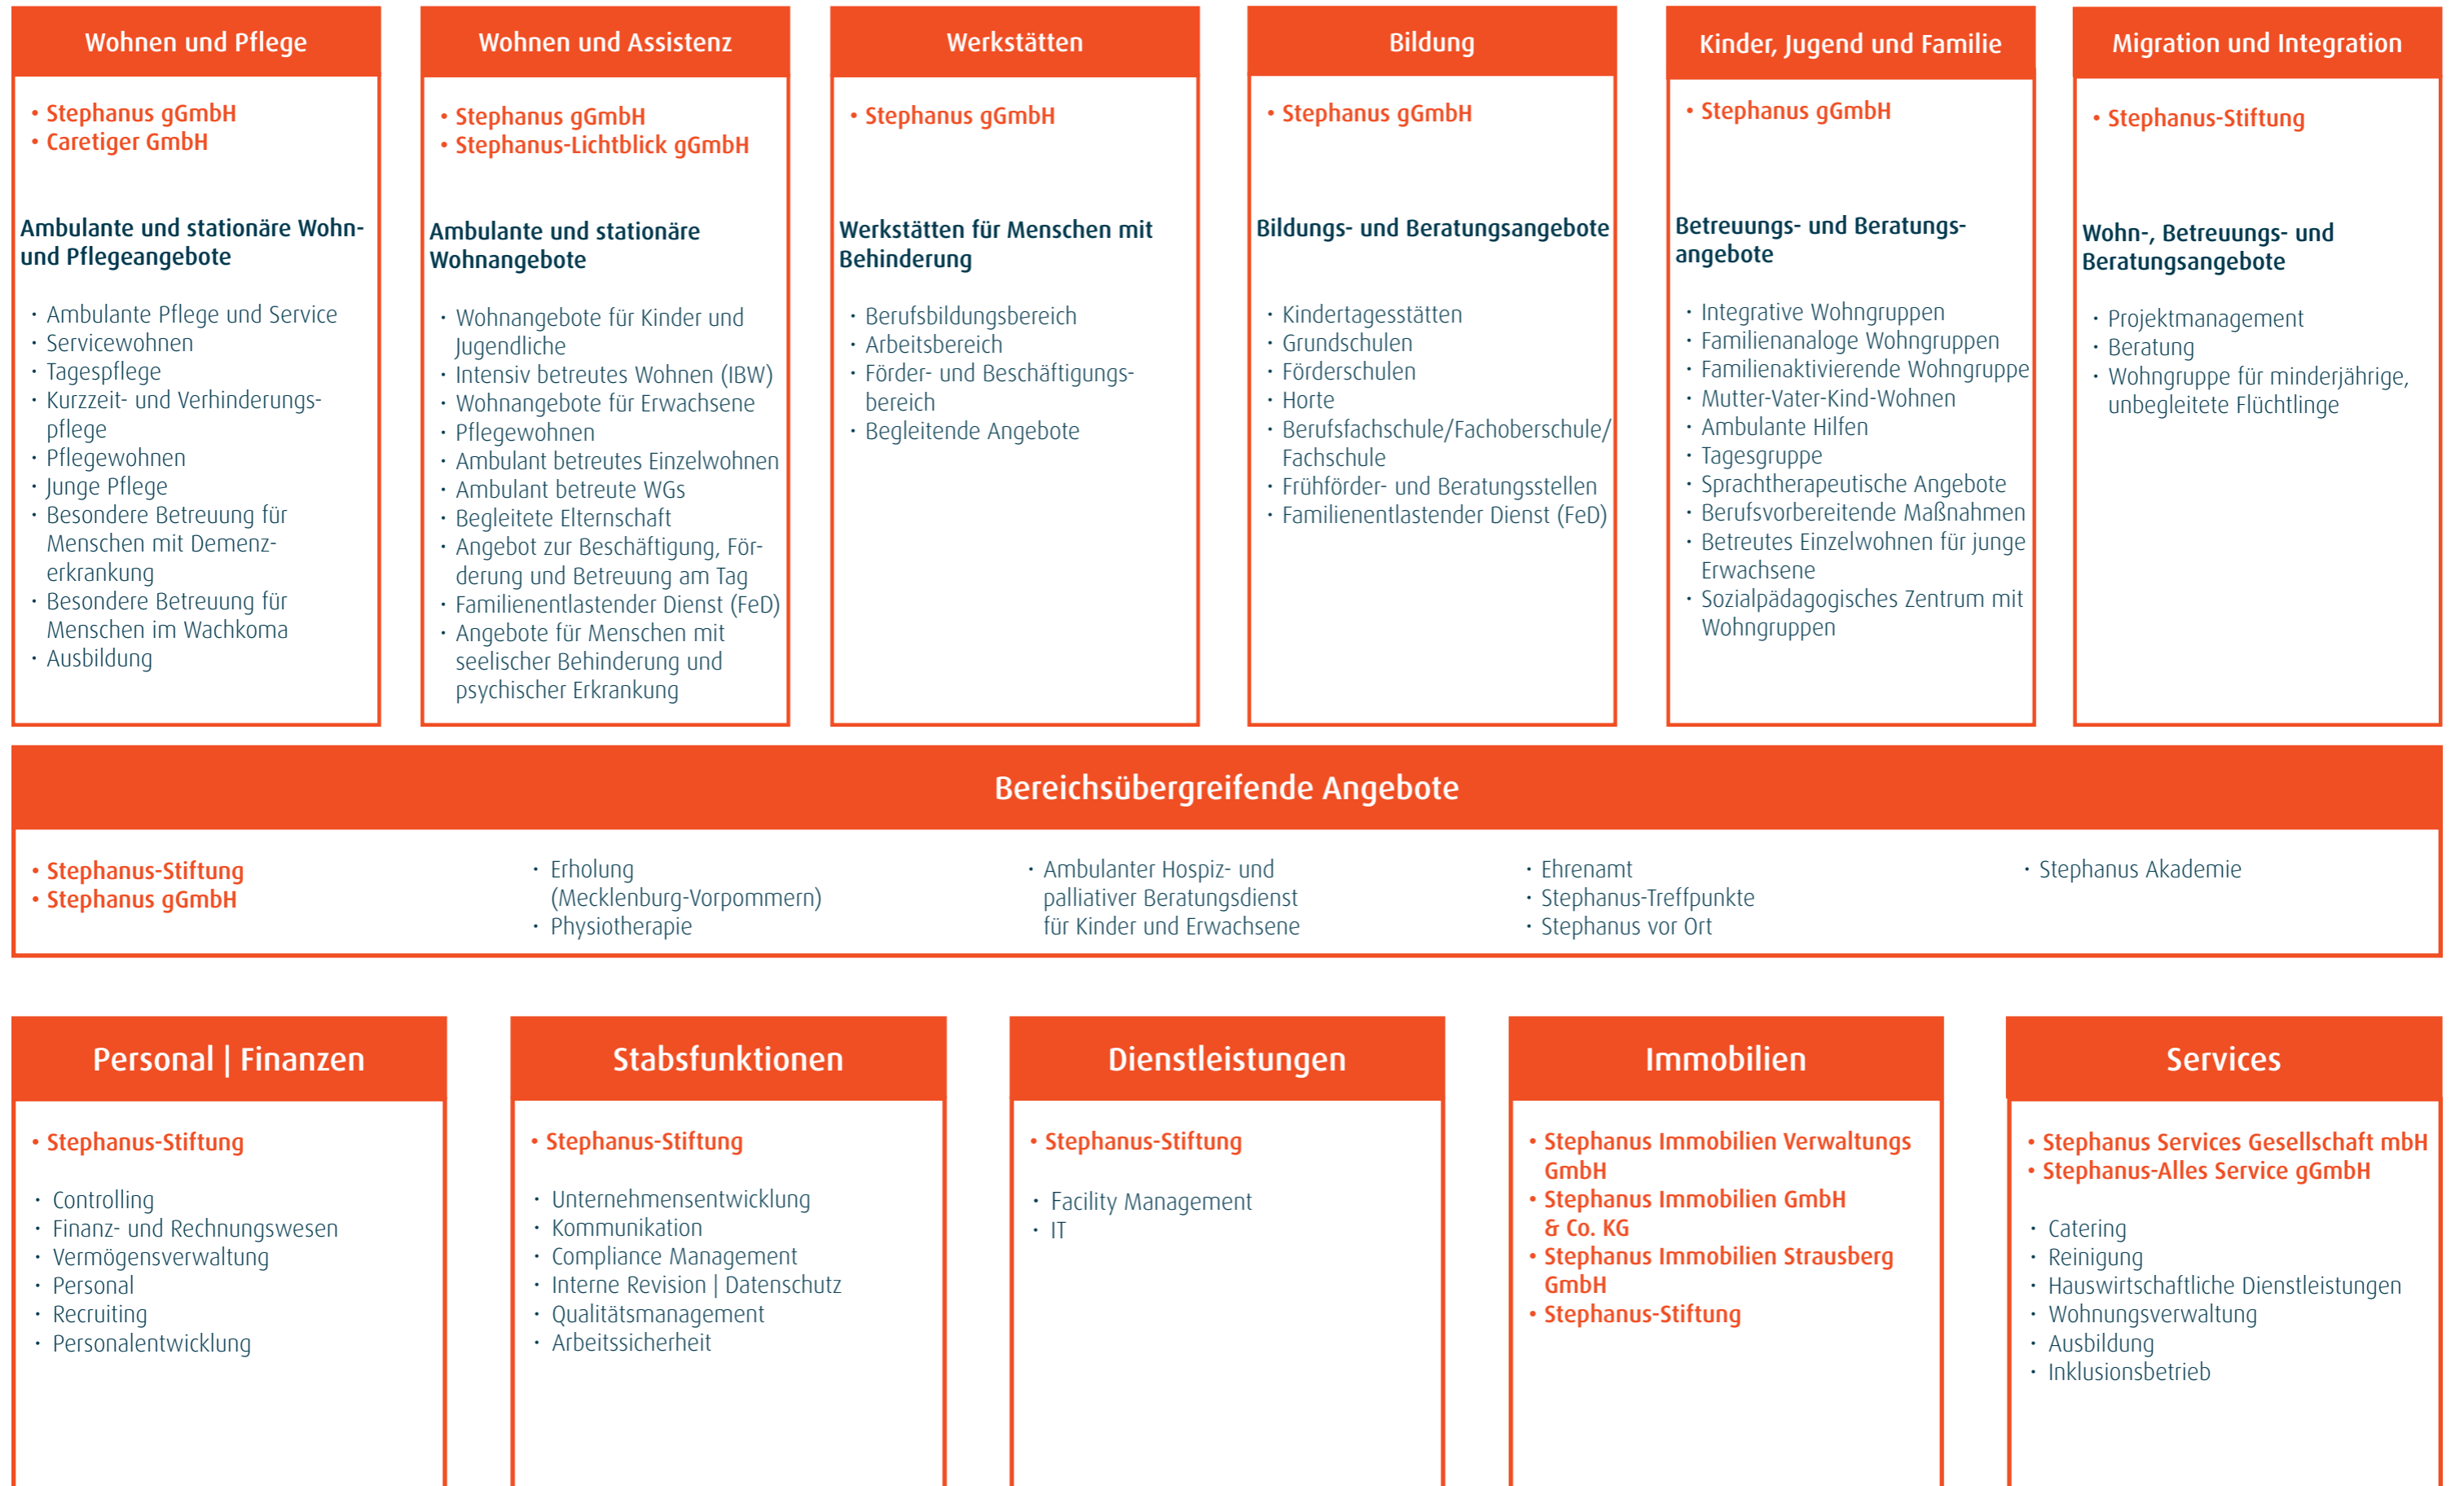 Wohnen und Pflege
• Stephanus gGmbH
• Caretiger GmbH
Ambulante und stationäre Wohn-
und Pflegeangebote
· Ambulante Pflege und Service
· Servicewohnen
· Tagespflege
· Kurzzeit- und Verhinderungs-
pflege
· Pflegewohnen
· Junge Pflege
· Besondere Betreuung für
Menschen mit Demenz-
erkrankung
· Besondere Betreuung für
Menschen im Wachkoma
· Ausbildung
Wohnen und Assistenz
• Stephanus gGmbH
• Stephanus-Lichtblick gGmbH
Ambulante und stationäre
Wohnangebote
· Wohnangebote für Kinder und
Jugendliche
· Intensiv betreutes Wohnen (IBW)
· Wohnangebote für Erwachsene
· Pflegewohnen
· Ambulant betreutes Einzelwohnen
· Ambulant betreute WGs
· Begleitete Elternschaft
· Angebot zur Beschäftigung, För-
derung und Betreuung am Tag
· Familienentlastender Dienst (FeD)
· Angebote für Menschen mit
seelischer Behinderung und
psychischer Erkrankung
Werkstätten
• Stephanus gGmbH
Werkstätten für Menschen mit
Behinderung
· Berufsbildungsbereich
· Arbeitsbereich
· Förder- und Beschäftigungs-
bereich
· Begleitende Angebote
Bildung
• Stephanus gGmbH
Bildungs- und Beratungsangebote
· Kindertagesstätten
· Grundschulen
· Förderschulen
· Horte
· Berufsfachschule/Fachoberschule/
Fachschule
· Frühförder- und Beratungsstellen
· Familienentlastender Dienst (FeD)
Kinder, Jugend und Familie
• Stephanus gGmbH
Betreuungs- und Beratungs-
angebote
· Integrative Wohngruppen
· Familienanaloge Wohngruppen
· Familienaktivierende Wohngruppe
· Mutter-Vater-Kind-Wohnen
· Ambulante Hilfen
· Tagesgruppe
· Sprachtherapeutische Angebote
· Berufsvorbereitende Maßnahmen
· Betreutes Einzelwohnen für junge
Erwachsene
· Sozialpädagogisches Zentrum mit
Wohngruppen
Migration und Integration
• Stephanus-Stiftung
Wohn-, Betreuungs- und
Beratungsangebote
· Projektmanagement
· Beratung
· Wohngruppe für minderjährige,
unbegleitete Flüchtlinge
Bereichsübergreifende Angebote
• Stephanus-Stiftung
• Stephanus gGmbH
· Erholung
(Mecklenburg-Vorpommern)
· Physiotherapie
· Ambulanter Hospiz- und
palliativer Beratungsdienst
für Kinder und Erwachsene
· Ehrenamt
· Stephanus-Treffpunkte
· Stephanus vor Ort
· Stephanus Akademie
Personal | Finanzen
• Stephanus-Stiftung
· Controlling
· Finanz- und Rechnungswesen
· Vermögensverwaltung
· Personal
· Recruiting
· Personalentwicklung
Stabsfunktionen
• Stephanus-Stiftung
· Unternehmensentwicklung
· Kommunikation
· Compliance Management
· Interne Revision | Datenschutz
· Qualitätsmanagement
· Arbeitssicherheit
Dienstleistungen
• Stephanus-Stiftung
· Facility Management
· IT
Immobilien
• Stephanus Immobilien Verwaltungs
GmbH
• Stephanus Immobilien GmbH
& Co. KG
• Stephanus Immobilien Strausberg
GmbH
• Stephanus-Stiftung
Services
• Stephanus Services Gesellschaft mbH
• Stephanus-Alles Service gGmbH
· Catering
· Reinigung
· Hauswirtschaftliche Dienstleistungen
· Wohnungsverwaltung
· Ausbildung
· Inklusionsbetrieb